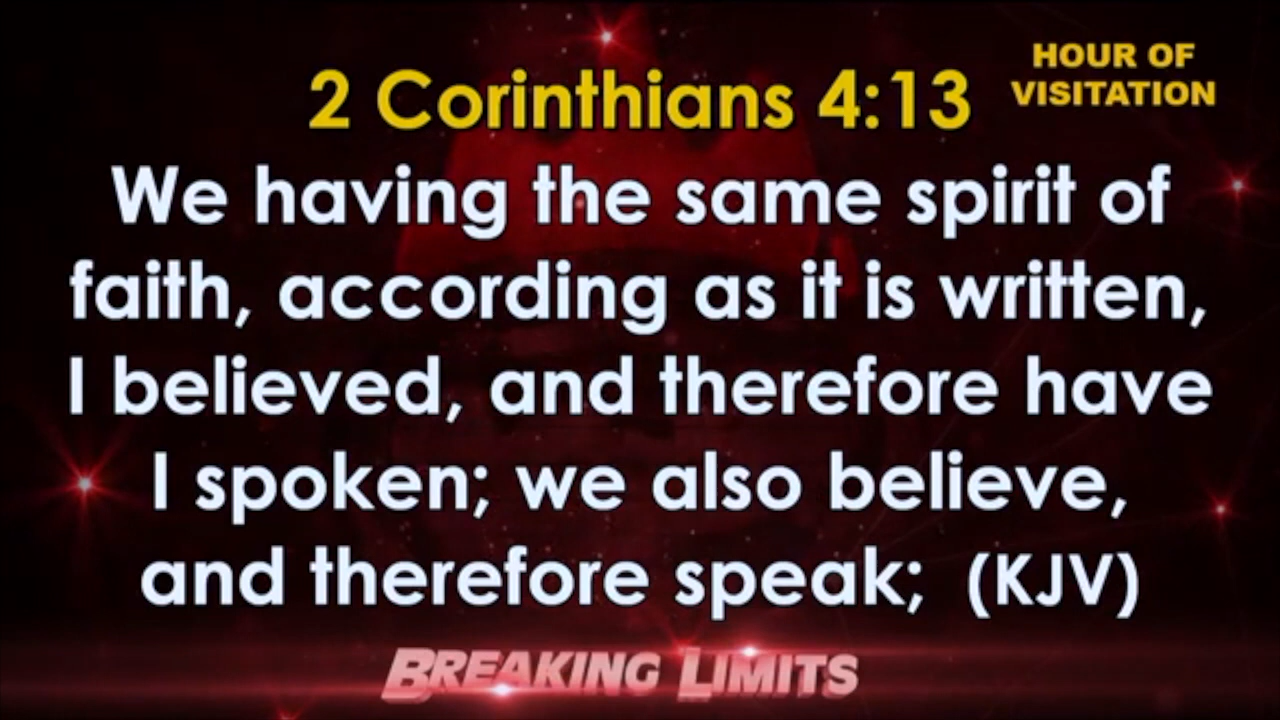 HOUR OF
VISITATION
2 Corinthians 4:13
We having the same spirit of
faith, according as it is written,
I believed, and therefore have
I spoken; we also believe,
and therefore speak; (KJV)
BREAKING LIMITS